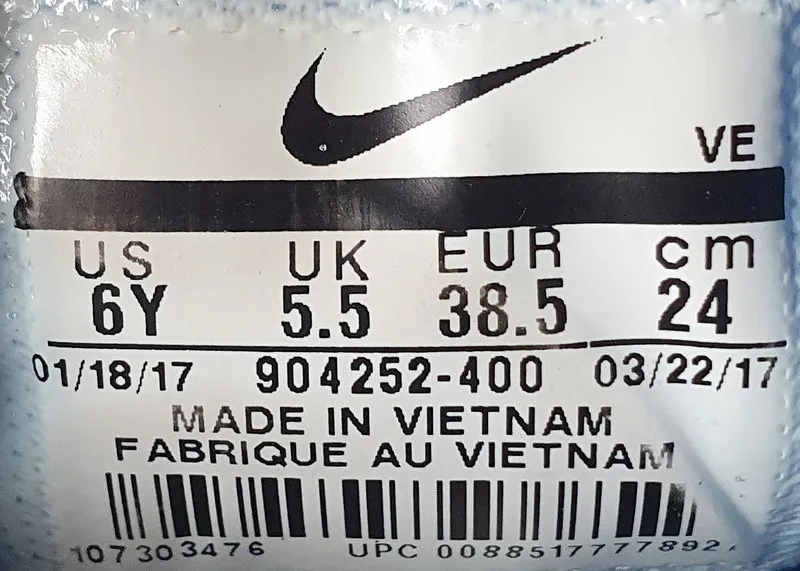 VE
US UK EUR cm
6Y 5.5 38.5 24
01/18/17 904252-400 03/22/17
MADE IN VIETNAM
FABRIQUE AU VIETNAM
107303476 UPC 00885177777892